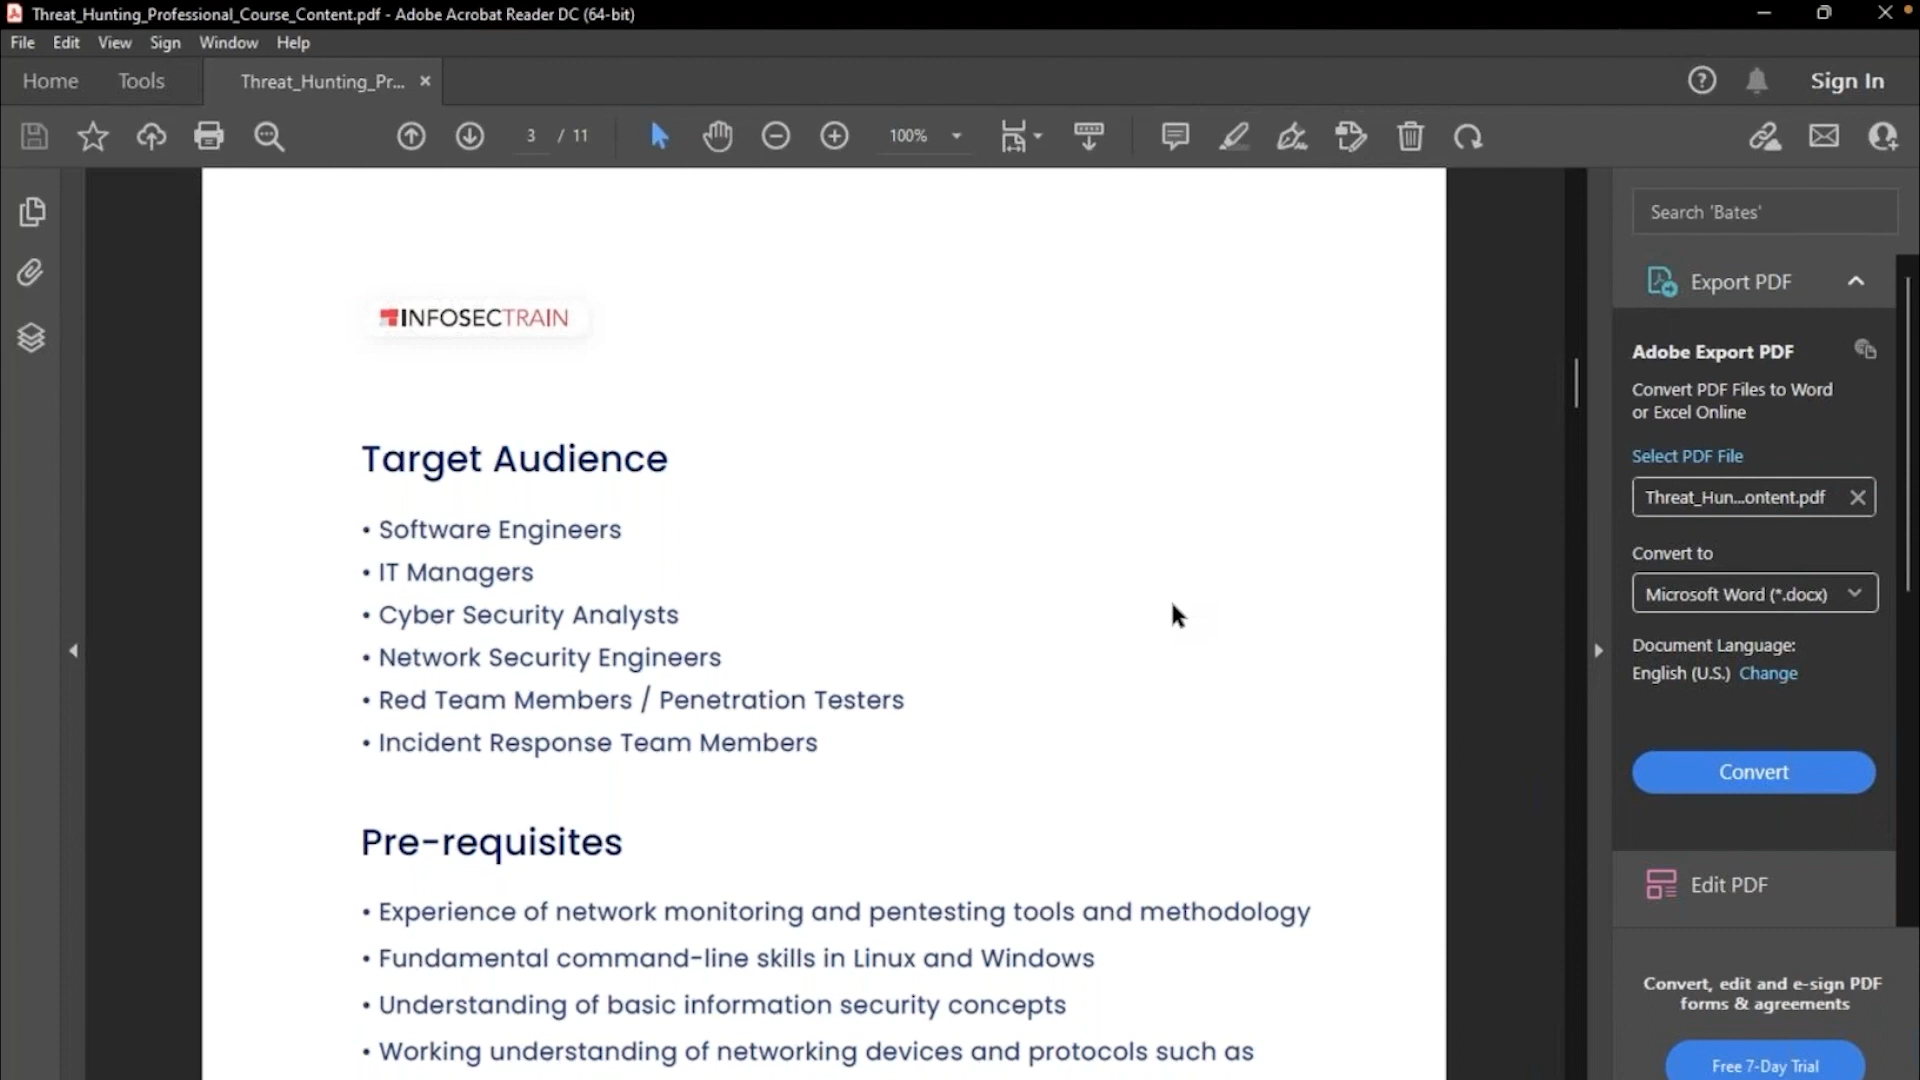 Threat_Hunting_Professional_Course_Content.pdf - Adobe Acrobat Reader DC (64-bit)
File Edit View Sign Window Help
Home Tools Threat_Hunting_Pr... Sign In
3 / 11 100%
Search 'Bates'
Export PDF
Adobe Export PDF
Convert PDF Files to Word
or Excel Online
Select PDF File
Threat_Hun...ontent.pdf
Convert to
Microsoft Word (*.docx)
Document Language:
English (U.S.) Change
Convert
Edit PDF
Convert, edit and e-sign PDF
forms & agreements
Free 7-Day Trial
INFOSECTRAIN
Target Audience
• Software Engineers
• IT Managers
• Cyber Security Analysts
• Network Security Engineers
• Red Team Members / Penetration Testers
• Incident Response Team Members
Pre-requisites
• Experience of network monitoring and pentesting tools and methodology
• Fundamental command-line skills in Linux and Windows
• Understanding of basic information security concepts
• Working understanding of networking devices and protocols such as